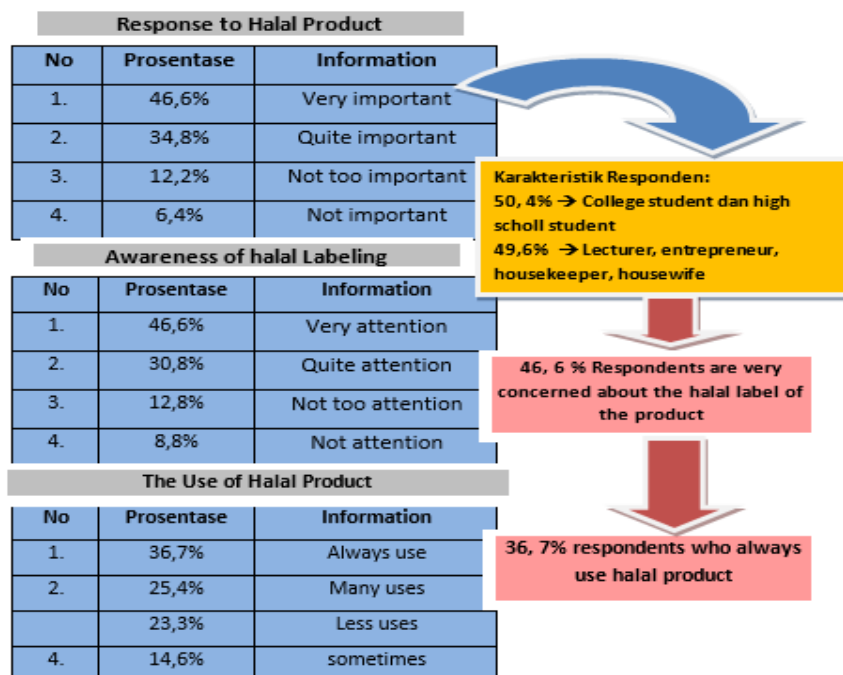 Response to Halal Product
No Prosentase Information
1. 46,6% Very important
2. 34,8% Quite important
3. 12,2% Not too important
4. 6,4% Not important
Karakteristik Responden:
50, 4% → College student dan high
scholl student
49,6% → Lecturer, entrepreneur,
housekeeper, housewife
Awareness of halal Labeling
No Prosentase Information
1. 46,6% Very attention
2. 30,8% Quite attention
3. 12,8% Not too attention
4. 8,8% Not attention
46, 6 % Respondents are very
concerned about the halal label of
the product
The Use of Halal Product
No Prosentase Information
1. 36,7% Always use
2. 25,4% Many uses
23,3% Less uses
4. 14,6% sometimes
36, 7% respondents who always
use halal product